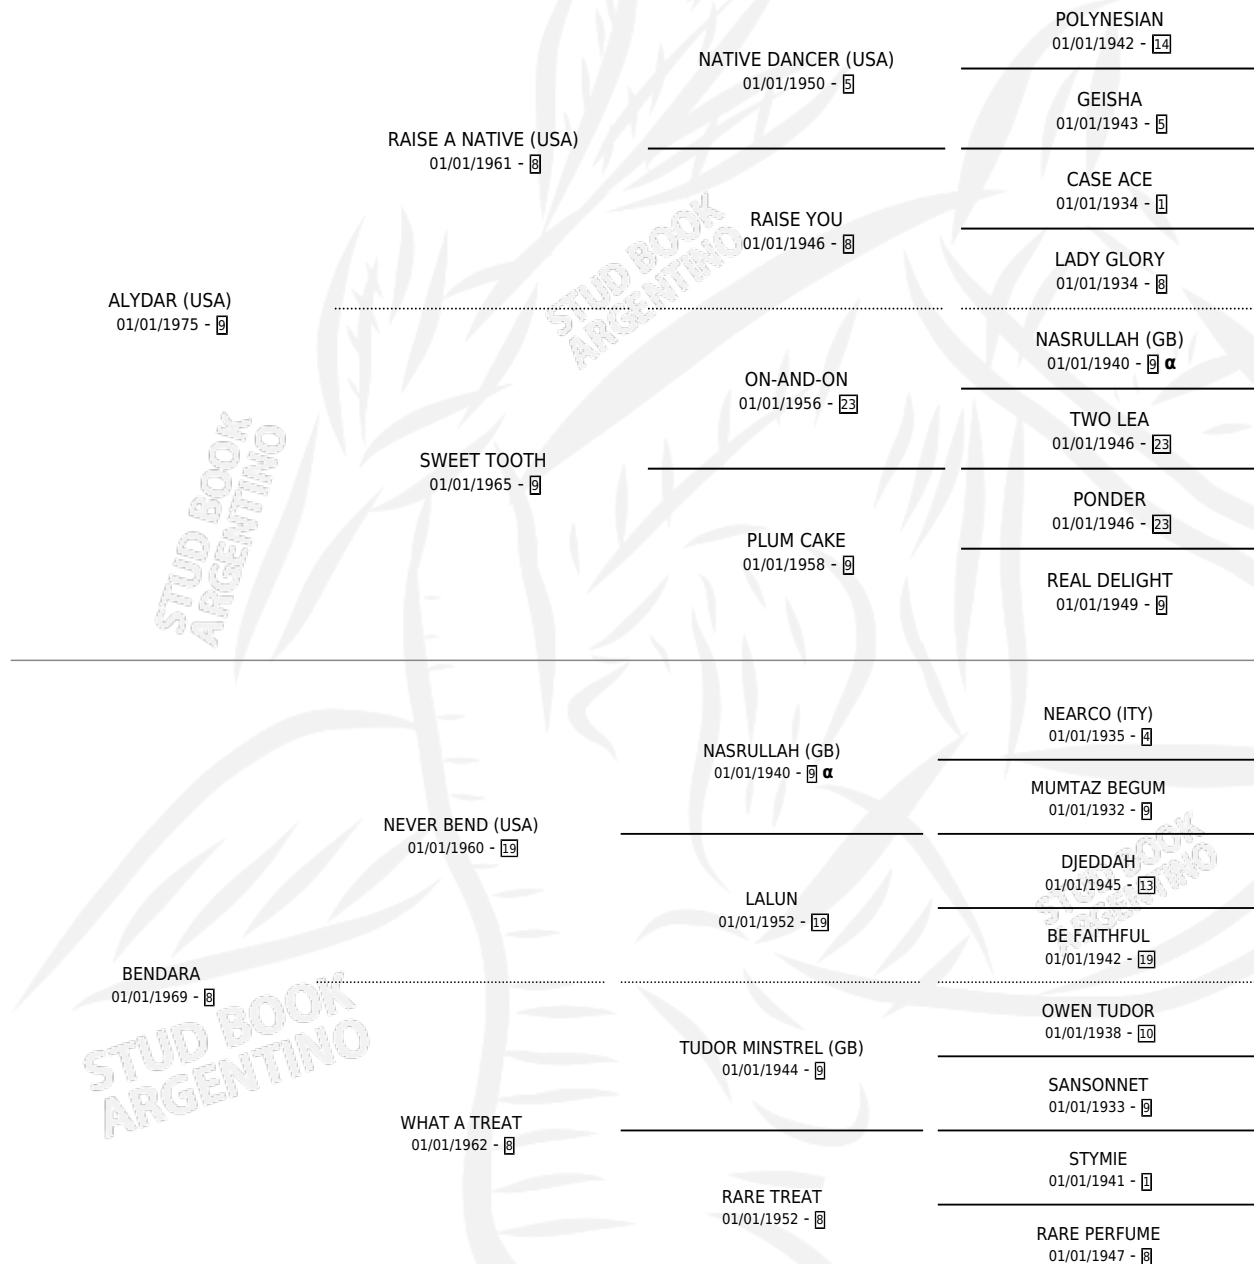 POLYNESIAN
01/01/1942 - 14
NATIVE DANCER (USA)
01/01/1950 - 5
GEISHA
01/01/1943 - 5
RAISE A NATIVE (USA)
01/01/1961 - 8
CASE ACE
01/01/1934 - 1
RAISE YOU
01/01/1946 - 8
LADY GLORY
01/01/1934 - 8
ALYDAR (USA)
01/01/1975 - 9
STUD BOOK
ARGENTINO
NASRULLAH (GB)
01/01/1940 - 9 α
ON-AND-ON
01/01/1956 - 23
TWO LEA
01/01/1946 - 23
SWEET TOOTH
01/01/1965 - 9
PONDER
01/01/1946 - 23
PLUM CAKE
01/01/1958 - 9
REAL DELIGHT
01/01/1949 - 9
STUD BOOK
ARGENTINO
NEARCO (ITY)
01/01/1935 - 4
NASRULLAH (GB)
01/01/1940 - 9 α
MUMTAZ BEGUM
01/01/1932 - 9
NEVER BEND (USA)
01/01/1960 - 19
DJEDDAH
01/01/1945 - 13
STUD BOOK
ARGENTINO
LALUN
01/01/1952 - 19
BE FAITHFUL
01/01/1942 - 19
BENDARA
01/01/1969 - 8
STUD BOOK
ARGENTINO
OWEN TUDOR
01/01/1938 - 10
TUDOR MINSTREL (GB)
01/01/1944 - 9
SANSONNET
01/01/1933 - 9
WHAT A TREAT
01/01/1962 - 8
STYMIE
01/01/1941 - 1
RARE TREAT
01/01/1952 - 8
RARE PERFUME
01/01/1947 - 8